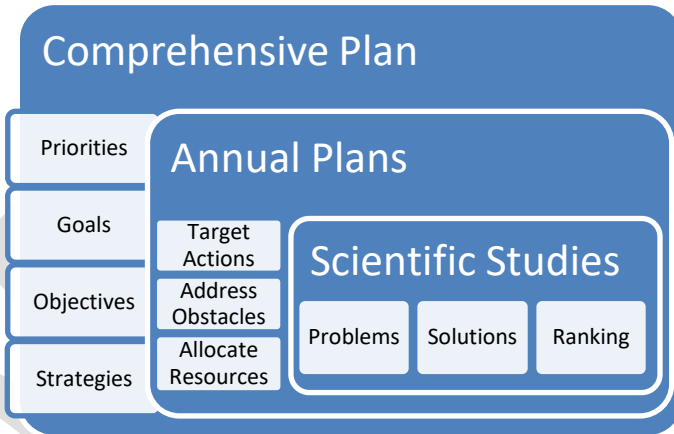 Comprehensive Plan
Priorities
Goals
Objectives
Strategies
Annual Plans
Target
Actions
Address
Obstacles
Allocate
Resources
Scientific Studies
Problems
Solutions
Ranking